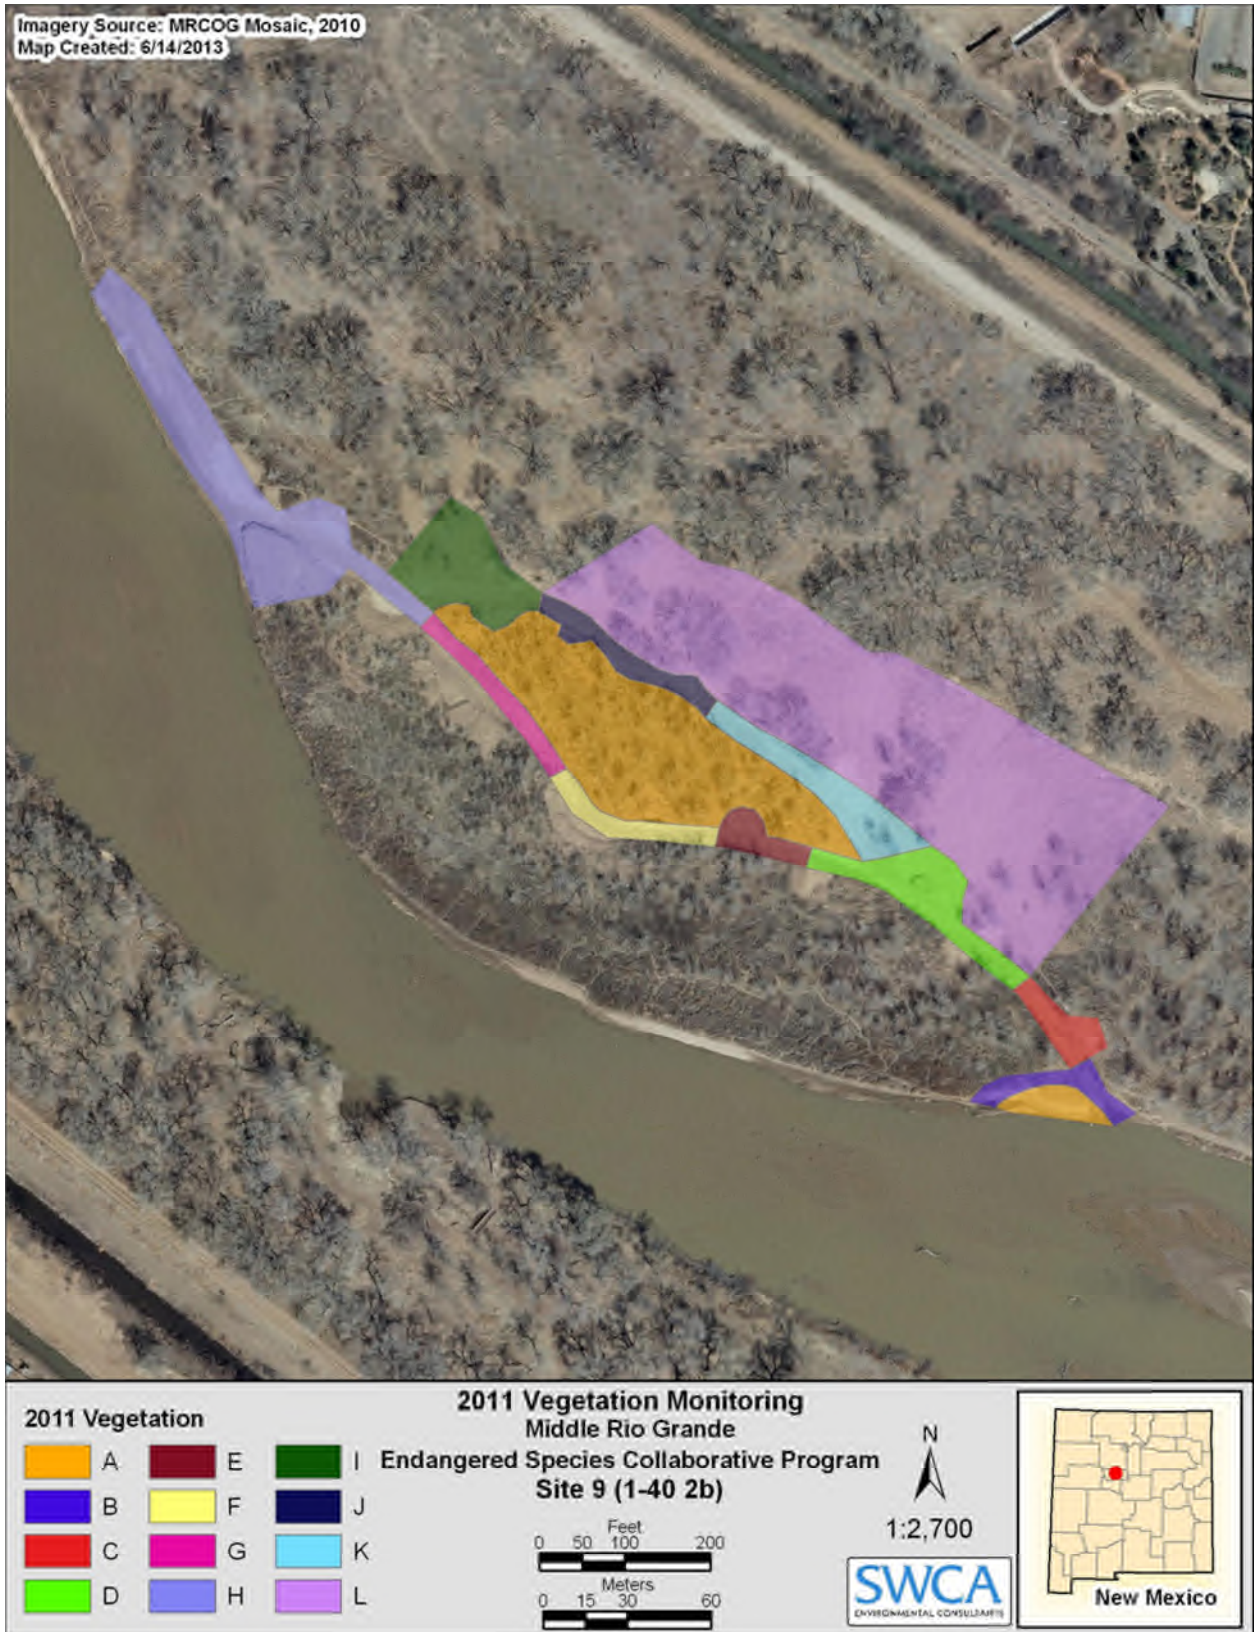 Imagery Source: MRCOG Mosaic, 2010
Map Created: 6/14/2013
2011 Vegetation
A
B
C
D
E
F
G
H
I
J
K
L
2011 Vegetation Monitoring
Middle Rio Grande
Endangered Species Collaborative Program
Site 9 (1-40 2b)
Feet
0 50 100 200
Meters
0 15 30 60
N
1:2,700
SWCA
ENVIRONMENTAL CONSULTANTS
New Mexico